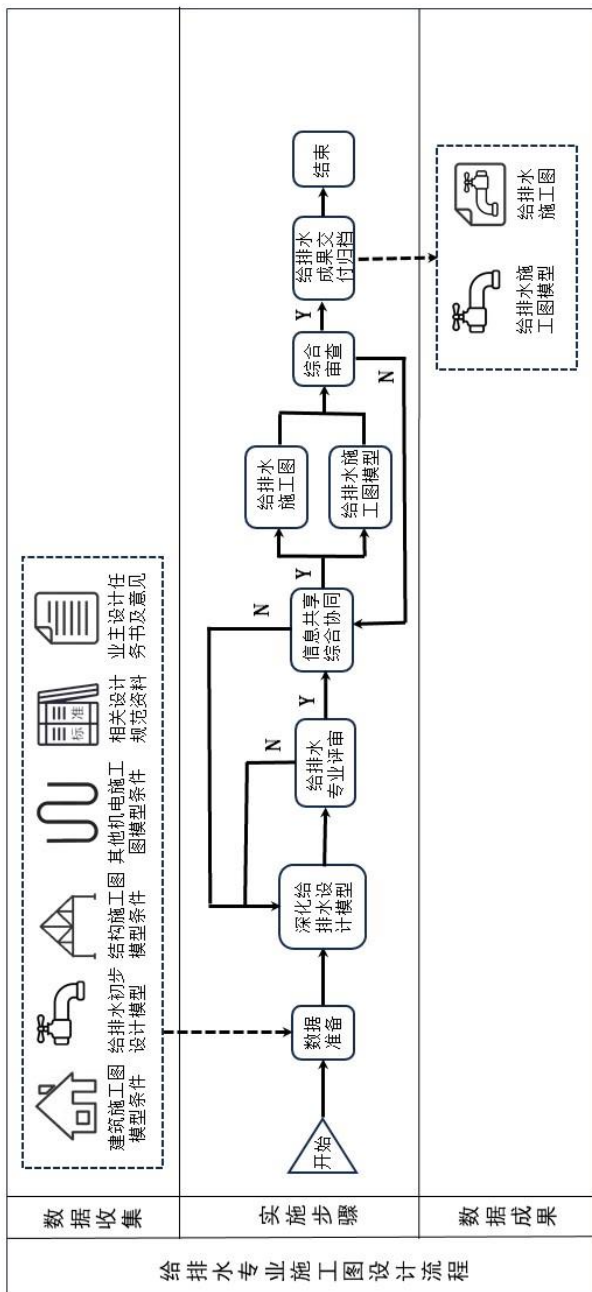 给排水专业施工图设计流程
数据
收集
建筑施工图
模型条件
给排水初步
设计模型
结构施工图
模型条件
其他机电施工
图模型条件
标准
相关设计
规范资料
业主设计任
务书及意见
实施步骤
开始
数据
准备
深化给
排水设
计模型
给排水
专业评审
N
Y
信息共享
综合协同
N
Y
给排水
施工图
给排水施
工图模型
综合
审查
N
Y
给排水
成果交
付归档
结束
数据成果
给排水施
工图模型
给排水
施工图